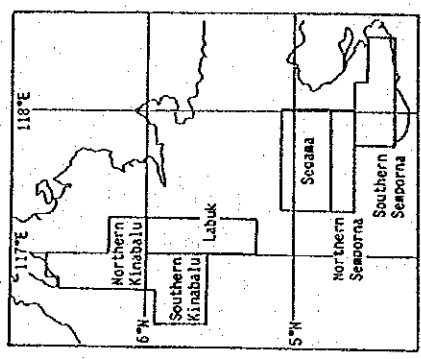 117°E
118°E
6°N
5°N
Northern
Kinabalu
Southern
Kinabalu
Labuk
Segama
Northern
Semporna
Southern
Semporna